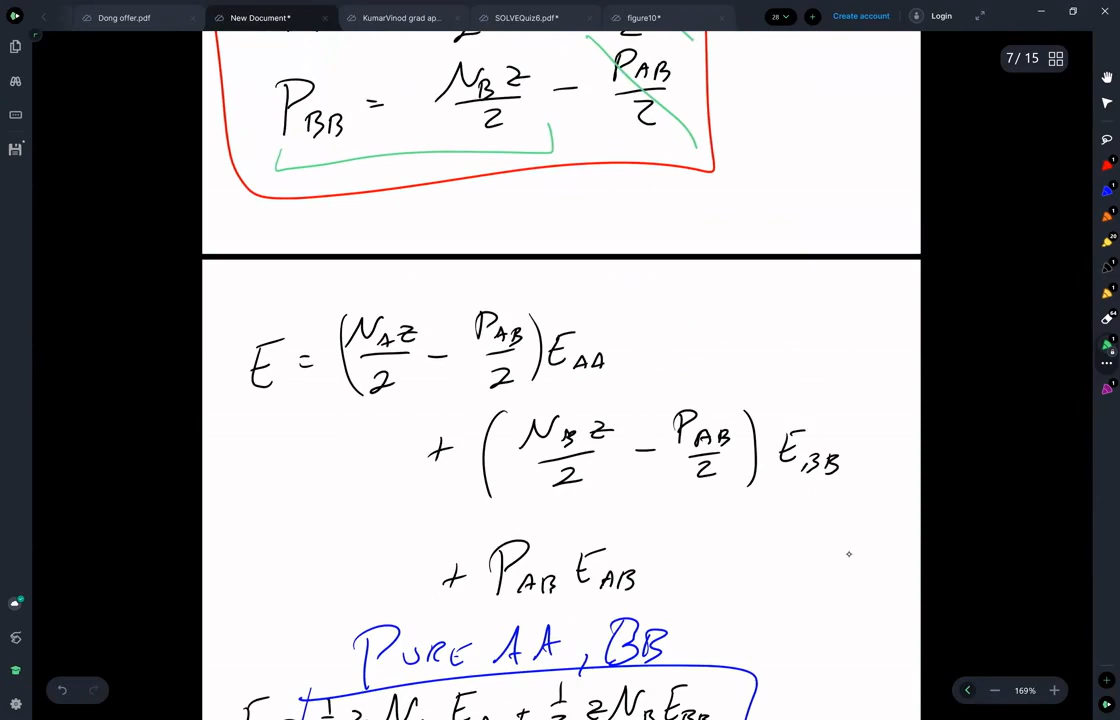 Dong offer.pdf
New Document*
KumarVinod grad ap...
SOLVEQuiz6.pdf*
figure10*
28
Create account
Login
7 / 15
P_BB = N_B z / 2 − P_AB / 2
E = (N_A z / 2 − P_AB / 2) E_AA
+ (N_B z / 2 − P_AB / 2) E_BB
+ P_AB E_AB
PURE AA, BB
169%